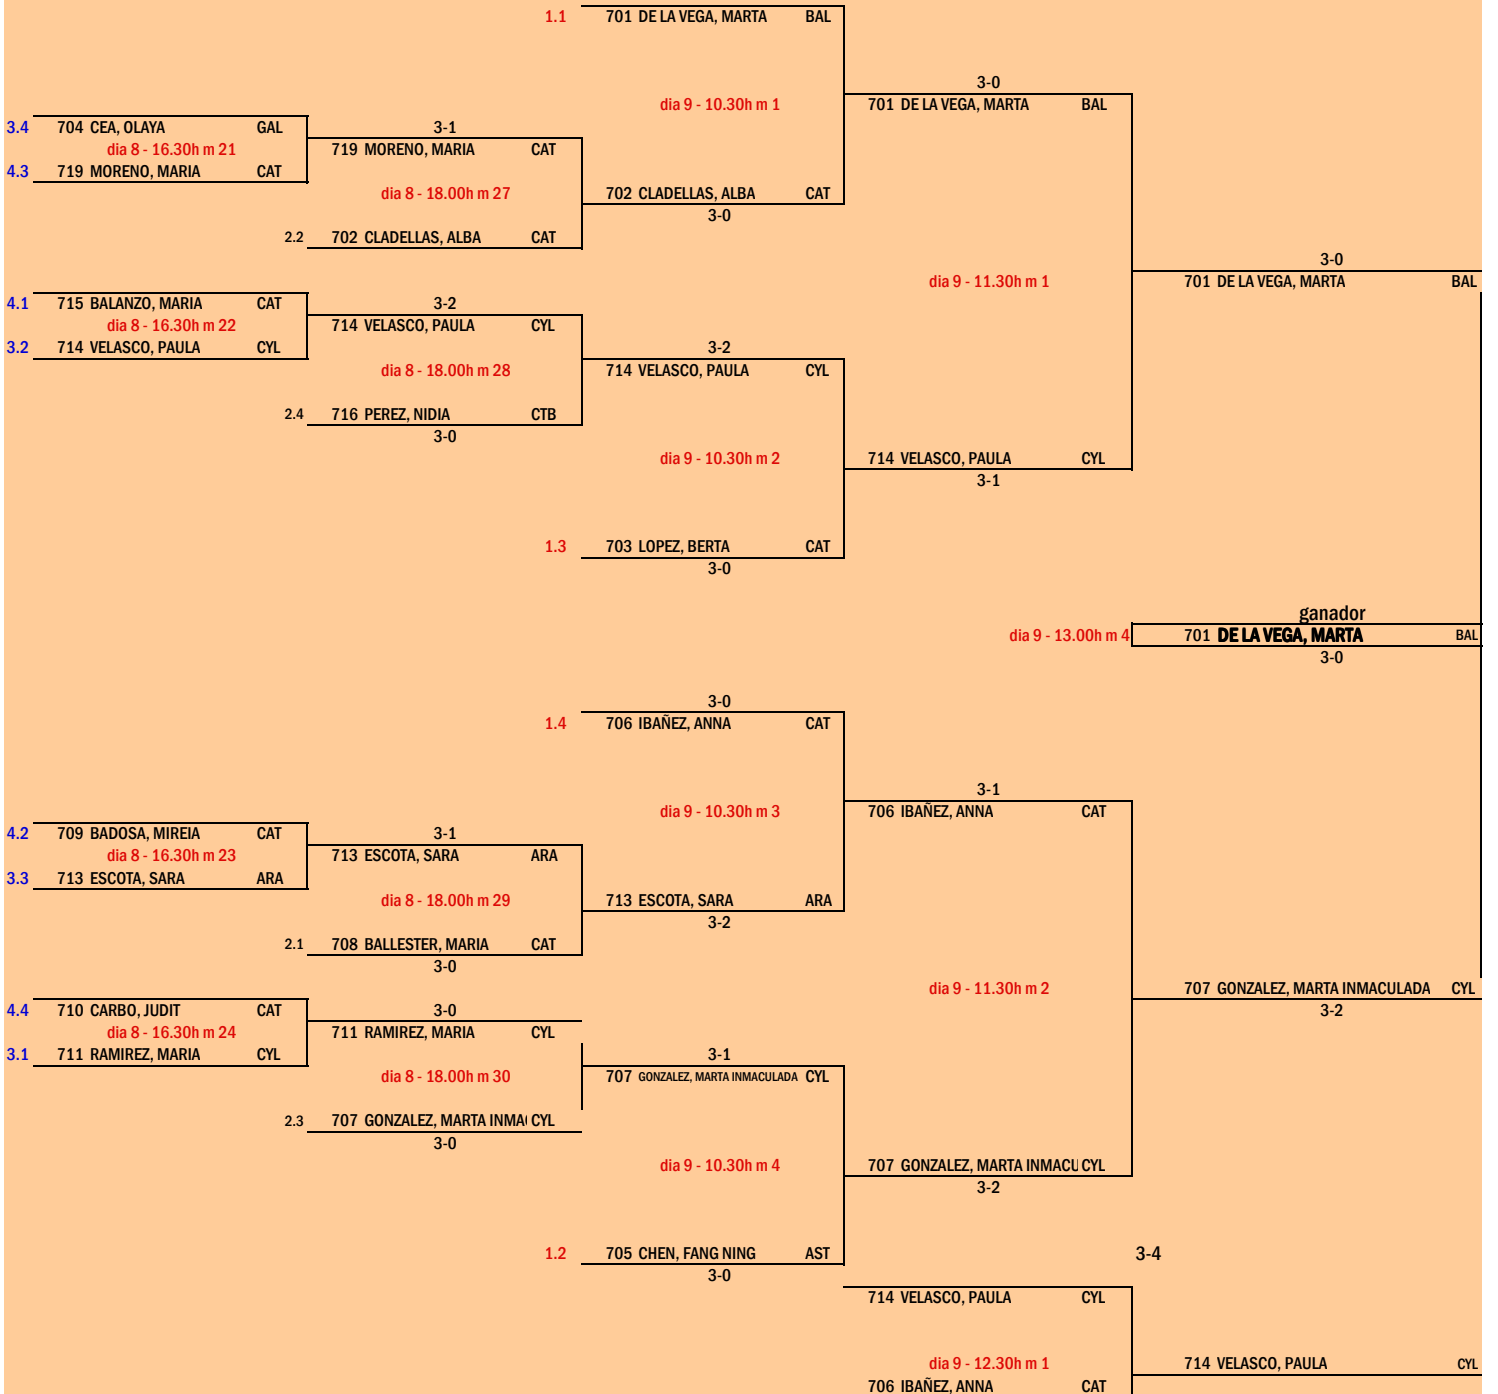 1.1 701 DE LA VEGA, MARTA BAL
3-0
dia 9 - 10.30h m 1 701 DE LA VEGA, MARTA BAL
3.4 704 CEA, OLAYA GAL 3-1
dia 8 - 16.30h m 21 719 MORENO, MARIA CAT
4.3 719 MORENO, MARIA CAT
dia 8 - 18.00h m 27 702 CLADELLAS, ALBA CAT
3-0
2.2 702 CLADELLAS, ALBA CAT
3-0
dia 9 - 11.30h m 1 701 DE LA VEGA, MARTA BAL
4.1 715 BALANZO, MARIA CAT 3-2
dia 8 - 16.30h m 22 714 VELASCO, PAULA CYL
3.2 714 VELASCO, PAULA CYL 3-2
dia 8 - 18.00h m 28 714 VELASCO, PAULA CYL
2.4 716 PEREZ, NIDIA CTB
3-0
dia 9 - 10.30h m 2 714 VELASCO, PAULA CYL
3-1
1.3 703 LOPEZ, BERTA CAT
3-0
ganador
dia 9 - 13.00h m 4 701 DE LA VEGA, MARTA BAL
3-0
3-0
1.4 706 IBAÑEZ, ANNA CAT
3-1
dia 9 - 10.30h m 3 706 IBAÑEZ, ANNA CAT
4.2 709 BADOSA, MIREIA CAT 3-1
dia 8 - 16.30h m 23 713 ESCOTA, SARA ARA
3.3 713 ESCOTA, SARA ARA
dia 8 - 18.00h m 29 713 ESCOTA, SARA ARA
3-2
2.1 708 BALLESTER, MARIA CAT
3-0
dia 9 - 11.30h m 2 707 GONZALEZ, MARTA INMACULADA CYL
4.4 710 CARBO, JUDIT CAT 3-0 3-2
dia 8 - 16.30h m 24 711 RAMIREZ, MARIA CYL
3.1 711 RAMIREZ, MARIA CYL 3-1
dia 8 - 18.00h m 30 707 GONZALEZ, MARTA INMACULADA CYL
2.3 707 GONZALEZ, MARTA INMA CYL
3-0
dia 9 - 10.30h m 4 707 GONZALEZ, MARTA INMACU CYL
3-2
1.2 705 CHEN, FANG NING AST 3-4
3-0
714 VELASCO, PAULA CYL
dia 9 - 12.30h m 1 714 VELASCO, PAULA CYL
706 IBAÑEZ, ANNA CAT